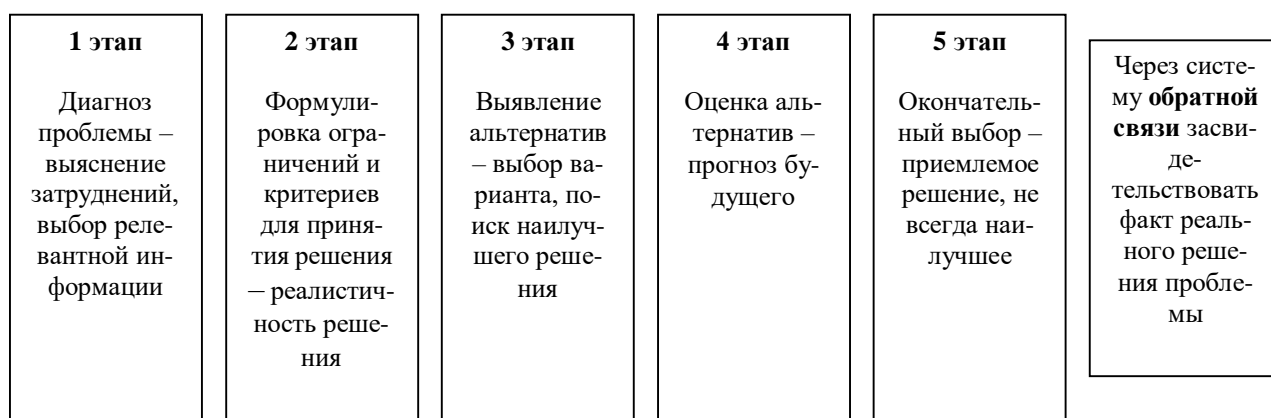 1 этап
Диагноз
проблемы –
выяснение
затруднений,
выбор реле-
вантной ин-
формации
2 этап
Формули-
ровка огра-
ничений и
критериев
для приня-
тия решения
– реалистич-
ность реше-
ния
3 этап
Выявление
альтернатив
– выбор ва-
рианта, по-
иск наилуч-
шего реше-
ния
4 этап
Оценка аль-
тернатив –
прогноз бу-
дущего
5 этап
Окончатель-
ный выбор –
приемлемое
решение, не
всегда наи-
лучшее
Через систе-
му обратной
связи засви-
де-
тельствовать
факт реаль-
ного реше-
ния пробле-
мы